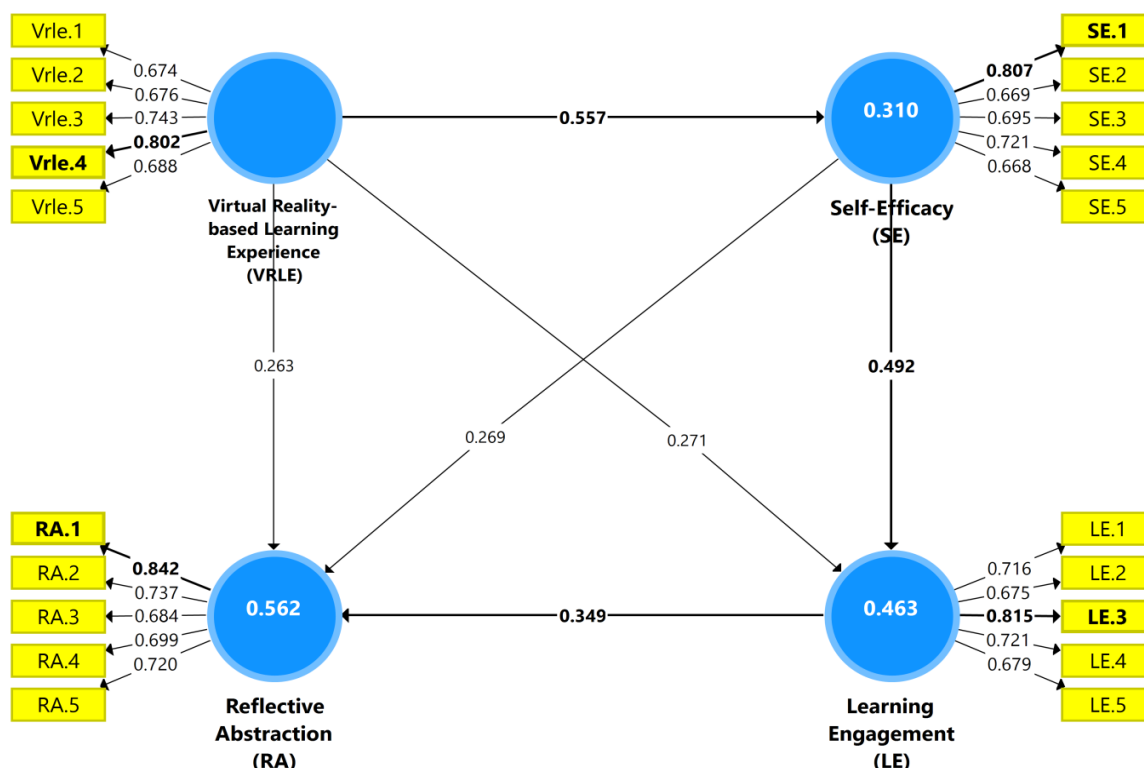 Vrle.1
Vrle.2
Vrle.3
Vrle.4
Vrle.5
0.674
0.676
0.743
0.802
0.688
Virtual Reality-
based Learning
Experience
(VRLE)
0.557
0.310
Self-Efficacy
(SE)
0.807
0.669
0.695
0.721
0.668
SE.1
SE.2
SE.3
SE.4
SE.5
0.263
0.269
0.271
0.492
RA.1
RA.2
RA.3
RA.4
RA.5
0.842
0.737
0.684
0.699
0.720
0.562
Reflective
Abstraction
(RA)
0.349
0.463
Learning
Engagement
(LE)
0.716
0.675
0.815
0.721
0.679
LE.1
LE.2
LE.3
LE.4
LE.5